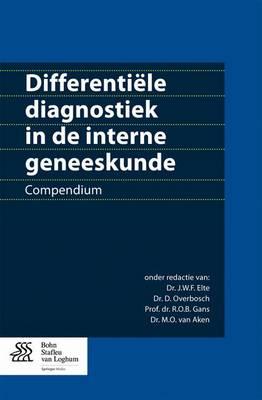 Differentiële
diagnostiek
in de interne
geneeskunde
Compendium
onder redactie van:
Dr. J.W.F. Elte
Dr. D. Overbosch
Prof. dr. R.O.B. Gans
Dr. M.O. van Aken
Bohn
Stafleu
van Loghum
Springer Media